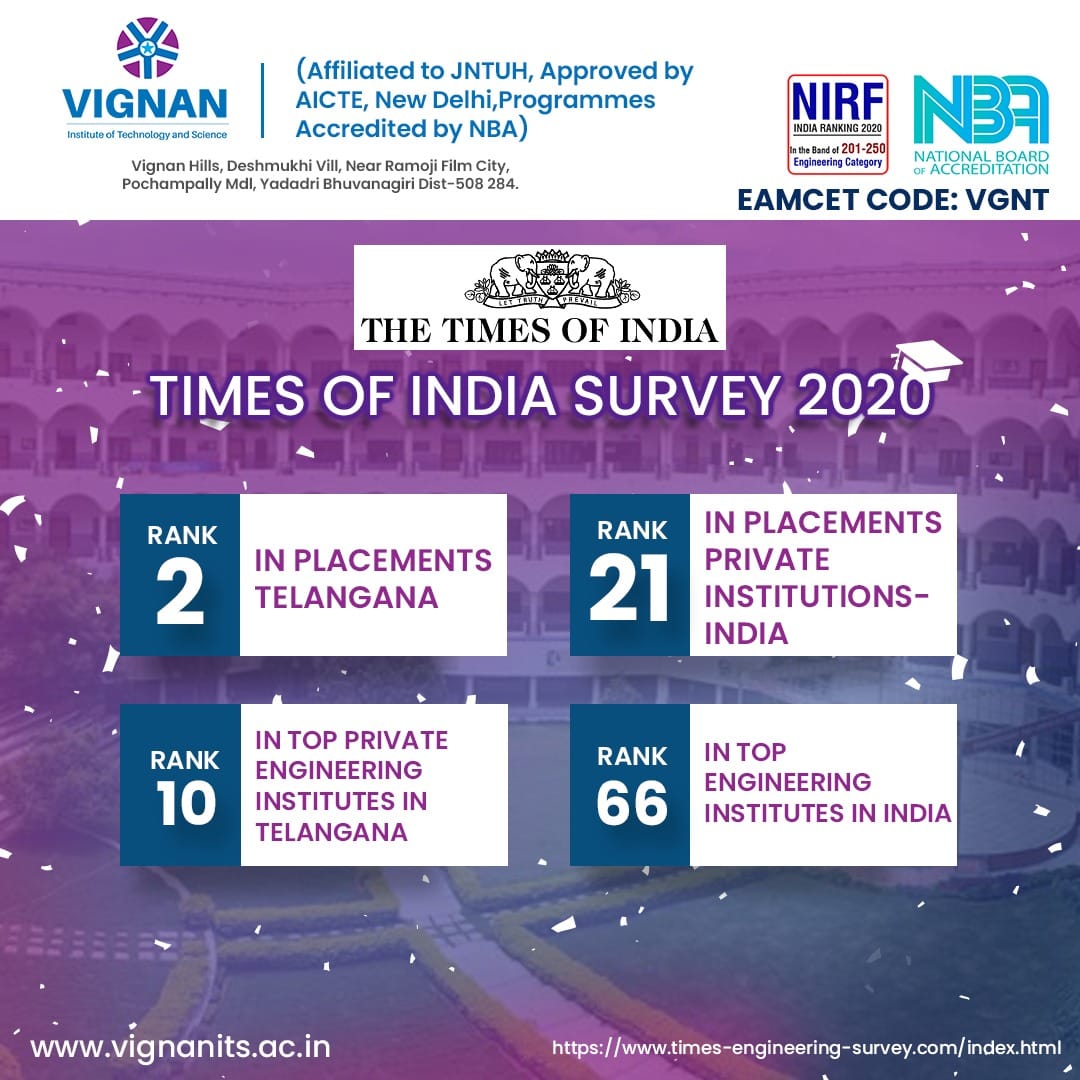 VIGNAN
Institute of Technology and Science
(Affiliated to JNTUH, Approved by
AICTE, New Delhi,Programmes
Accredited by NBA)
Vignan Hills, Deshmukhi Vill, Near Ramoji Film City,
Pochampally Mdl, Yadadri Bhuvanagiri Dist-508 284.
NIRF
INDIA RANKING 2020
In the Band of 201-250
Engineering Category
NBA
NATIONAL BOARD
OF ACCREDITATION
EAMCET CODE: VGNT
LET TRUTH PREVAIL
THE TIMES OF INDIA
TIMES OF INDIA SURVEY 2020
RANK
2
IN PLACEMENTS
TELANGANA
RANK
21
IN PLACEMENTS
PRIVATE
INSTITUTIONS-
INDIA
RANK
10
IN TOP PRIVATE
ENGINEERING
INSTITUTES IN
TELANGANA
RANK
66
IN TOP
ENGINEERING
INSTITUTES IN INDIA
www.vignanits.ac.in
https://www.times-engineering-survey.com/index.html